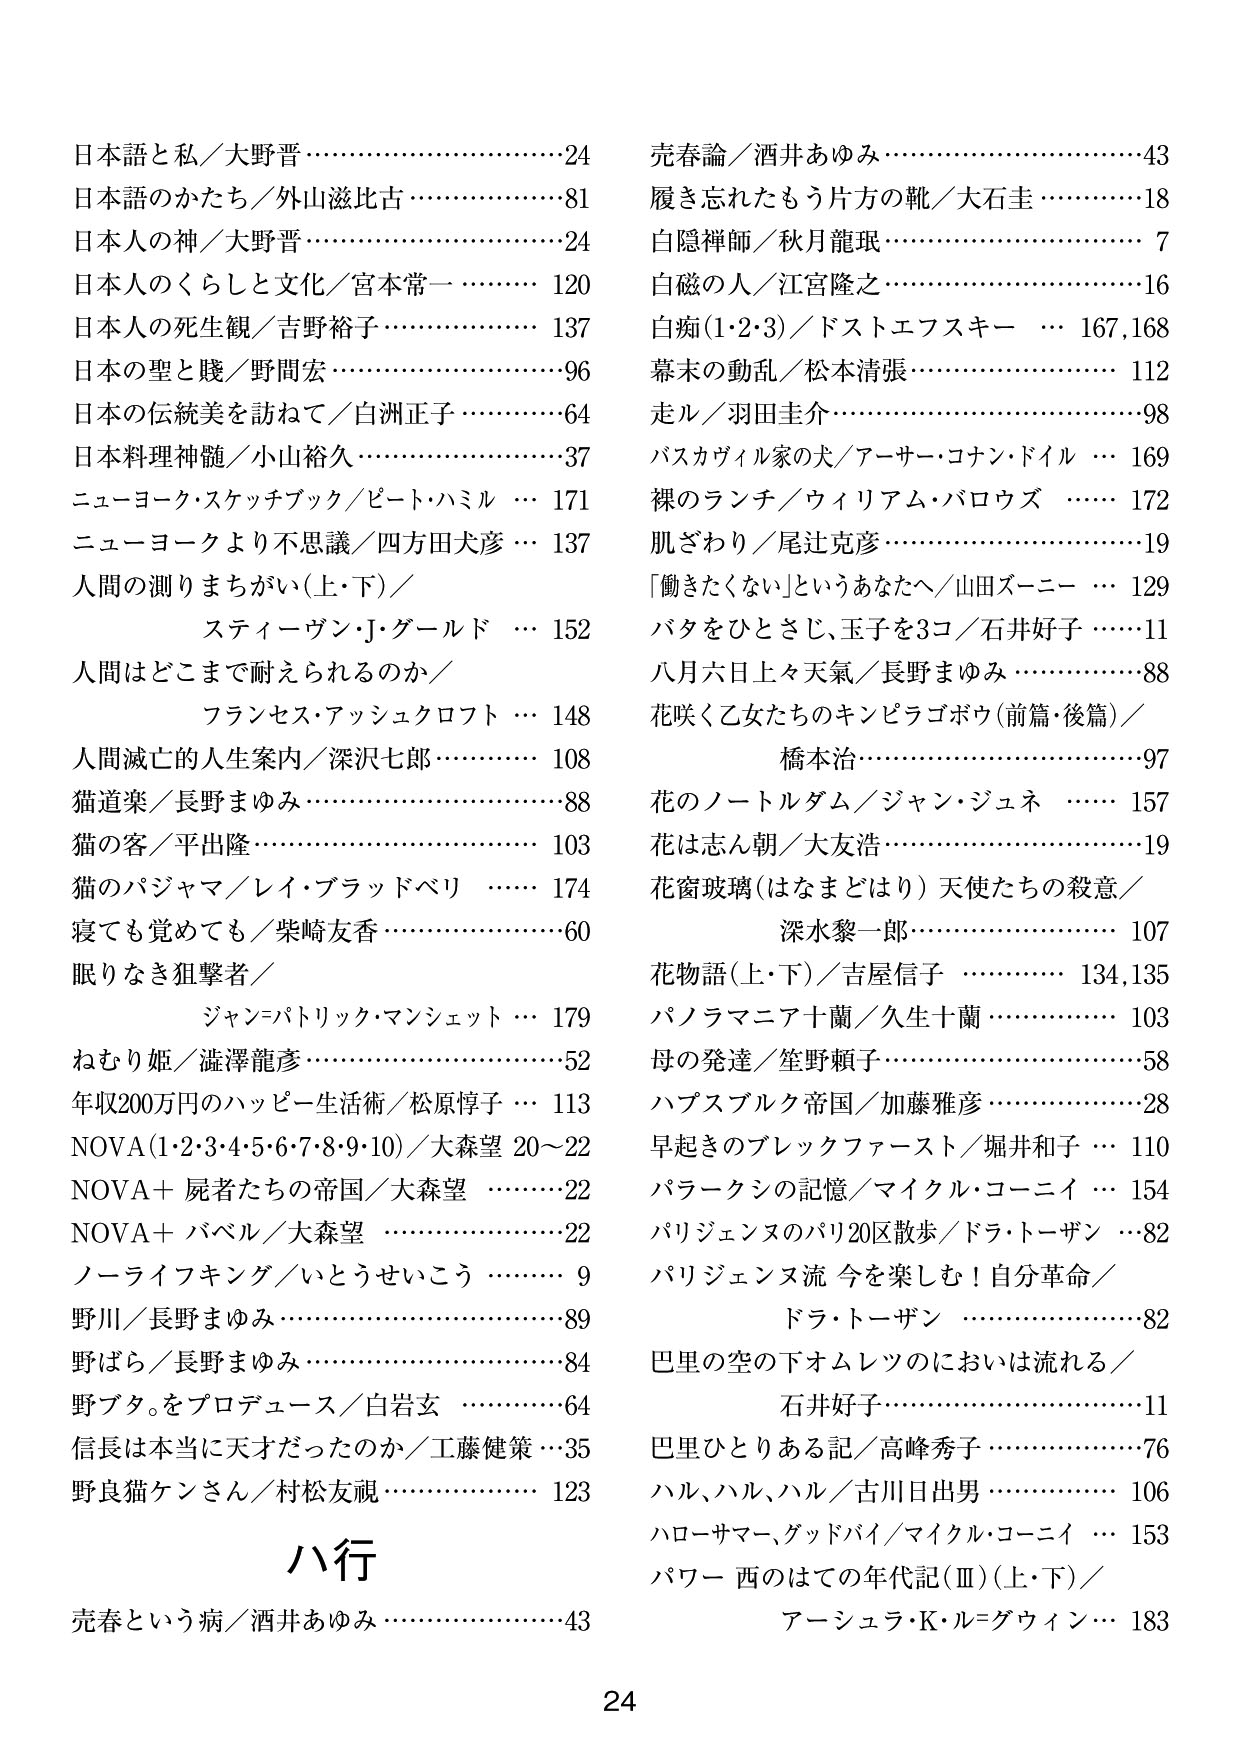 日本語と私／大野晋…………………………24
日本語のかたち／外山滋比古………………81
日本人の神／大野晋…………………………24
日本人のくらしと文化／宮本常一……… 120
日本人の死生観／吉野裕子……………… 137
日本の聖と賤／野間宏………………………96
日本の伝統美を訪ねて／白洲正子…………64
日本料理神髄／小山裕久……………………37
ニューヨーク・スケッチブック／ピート・ハミル … 171
ニューヨークより不思議／四方田犬彦… 137
人間の測りまちがい(上・下)／
スティーヴン・J・グールド … 152
人間はどこまで耐えられるのか／
フランセス・アッシュクロフト … 148
人間滅亡的人生案内／深沢七郎………… 108
猫道楽／長野まゆみ…………………………88
猫の客／平出隆…………………………… 103
猫のパジャマ／レイ・ブラッドベリ …… 174
寝ても覚めても／柴崎友香…………………60
眠りなき狙撃者／
ジャン=パトリック・マンシェット … 179
ねむり姫／澁澤龍彦…………………………52
年収200万円のハッピー生活術／松原惇子 … 113
NOVA(1・2・3・4・5・6・7・8・9・10)／大森望 20〜22
NOVA＋ 屍者たちの帝国／大森望 ………22
NOVA＋ バベル／大森望 …………………22
ノーライフキング／いとうせいこう……… 9
野川／長野まゆみ……………………………89
野ばら／長野まゆみ…………………………84
野ブタ。をプロデュース／白岩玄 …………64
信長は本当に天才だったのか／工藤健策…35
野良猫ケンさん／村松友視……………… 123
ハ行
売春という病／酒井あゆみ…………………43
売春論／酒井あゆみ…………………………43
履き忘れたもう片方の靴／大石圭…………18
白隠禅師／秋月龍珉………………………… 7
白磁の人／江宮隆之…………………………16
白痴(1・2・3)／ドストエフスキー … 167,168
幕末の動乱／松本清張…………………… 112
走ル／羽田圭介………………………………98
バスカヴィル家の犬／アーサー・コナン・ドイル … 169
裸のランチ／ウィリアム・バロウズ …… 172
肌ざわり／尾辻克彦…………………………19
「働きたくない」というあなたへ／山田ズーニー … 129
バタをひとさじ、玉子を3コ／石井好子……11
八月六日上々天氣／長野まゆみ……………88
花咲く乙女たちのキンピラゴボウ(前篇・後篇)／
橋本治……………………………97
花のノートルダム／ジャン・ジュネ …… 157
花は志ん朝／大友浩…………………………19
花窗玻璃(はなまどはり) 天使たちの殺意／
深水黎一郎…………………… 107
花物語(上・下)／吉屋信子 ………… 134,135
パノラマニア十蘭／久生十蘭…………… 103
母の発達／笙野頼子…………………………58
ハプスブルク帝国／加藤雅彦………………28
早起きのブレックファースト／堀井和子 … 110
パラークシの記憶／マイクル・コーニイ … 154
パリジェンヌのパリ20区散歩／ドラ・トーザン …82
パリジェンヌ流 今を楽しむ！自分革命／
ドラ・トーザン …………………82
巴里の空の下オムレツのにおいは流れる／
石井好子…………………………11
巴里ひとりある記／高峰秀子………………76
ハル、ハル、ハル／古川日出男…………… 106
ハローサマー、グッドバイ／マイクル・コーニイ … 153
パワー 西のはての年代記(Ⅲ)(上・下)／
アーシュラ・K・ル=グウィン… 183
24